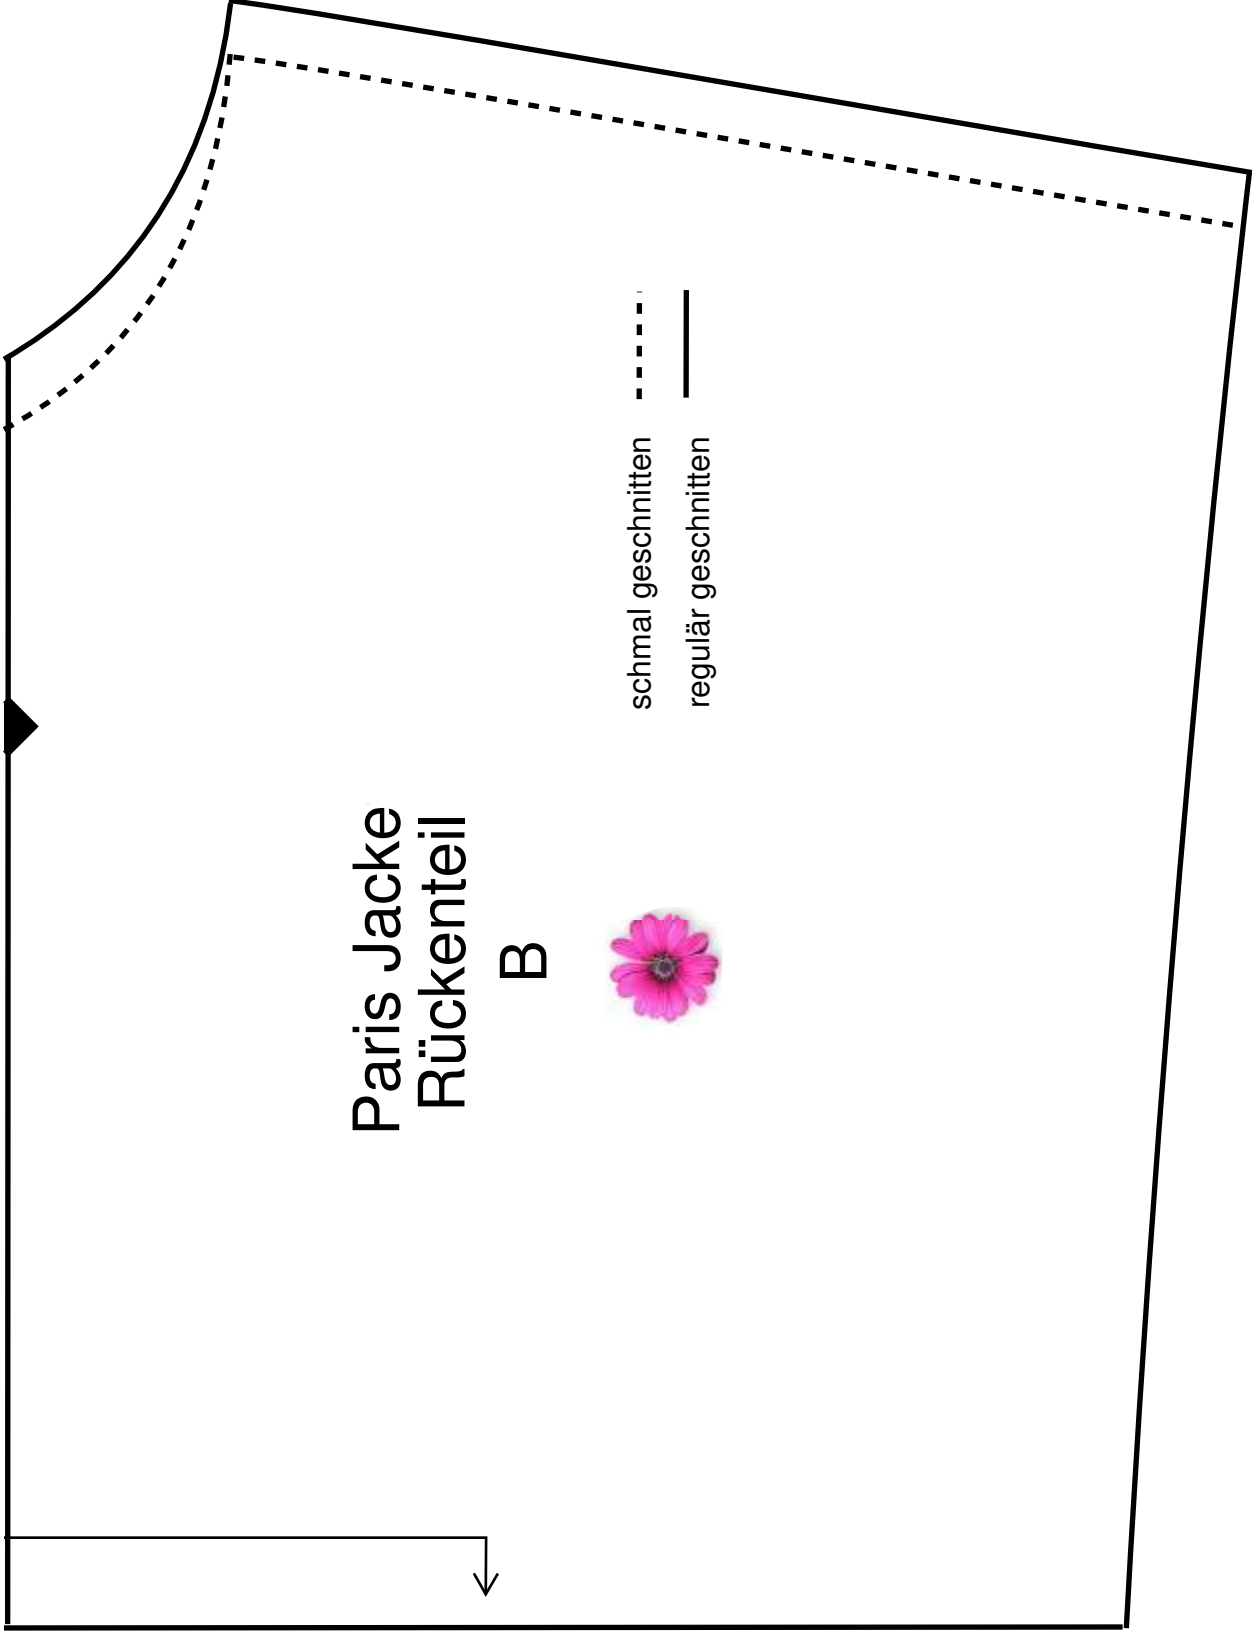 Paris Jacke
Rückenteil
B
schmal geschnitten
regulär geschnitten